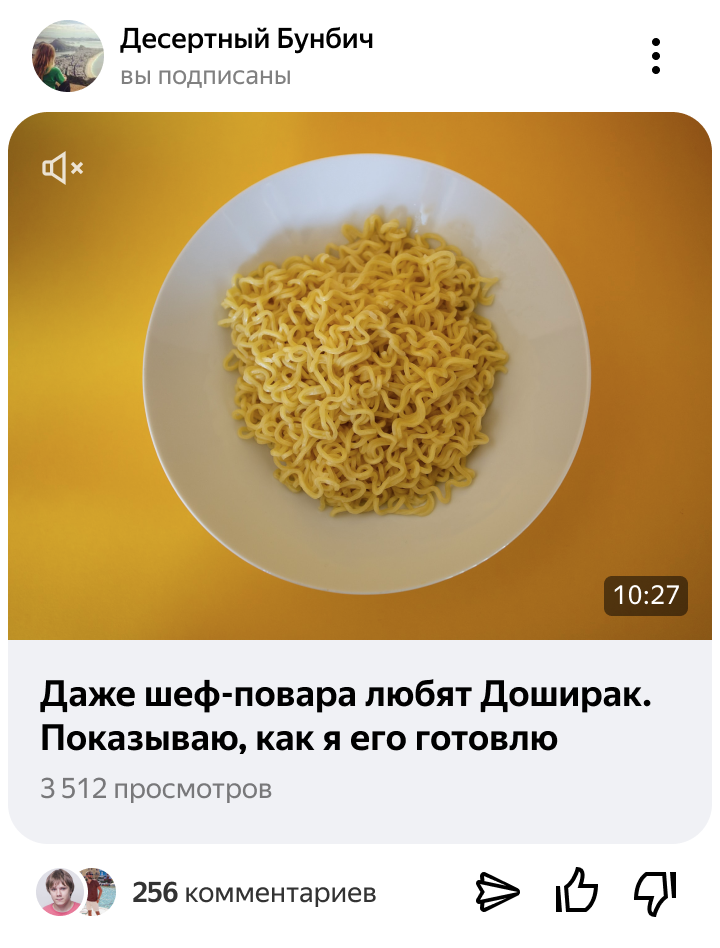 Десертный Бунбич
вы подписаны
10:27
Даже шеф-повара любят Доширак.
Показываю, как я его готовлю
3 512 просмотров
256 комментариев